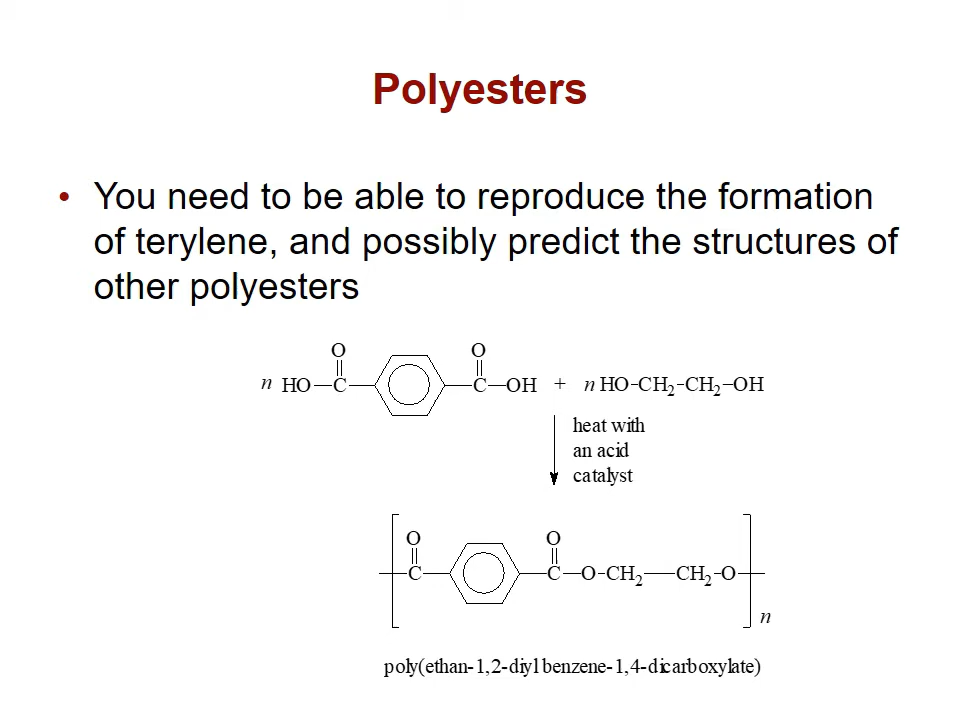 Polyesters
• You need to be able to reproduce the formation
of terylene, and possibly predict the structures of
other polyesters
O O
n HO–C C–OH + n HO–CH2–CH2–OH
heat with
an acid
catalyst
O O
C C–O–CH2–CH2–O
n
poly(ethan-1,2-diyl benzene-1,4-dicarboxylate)